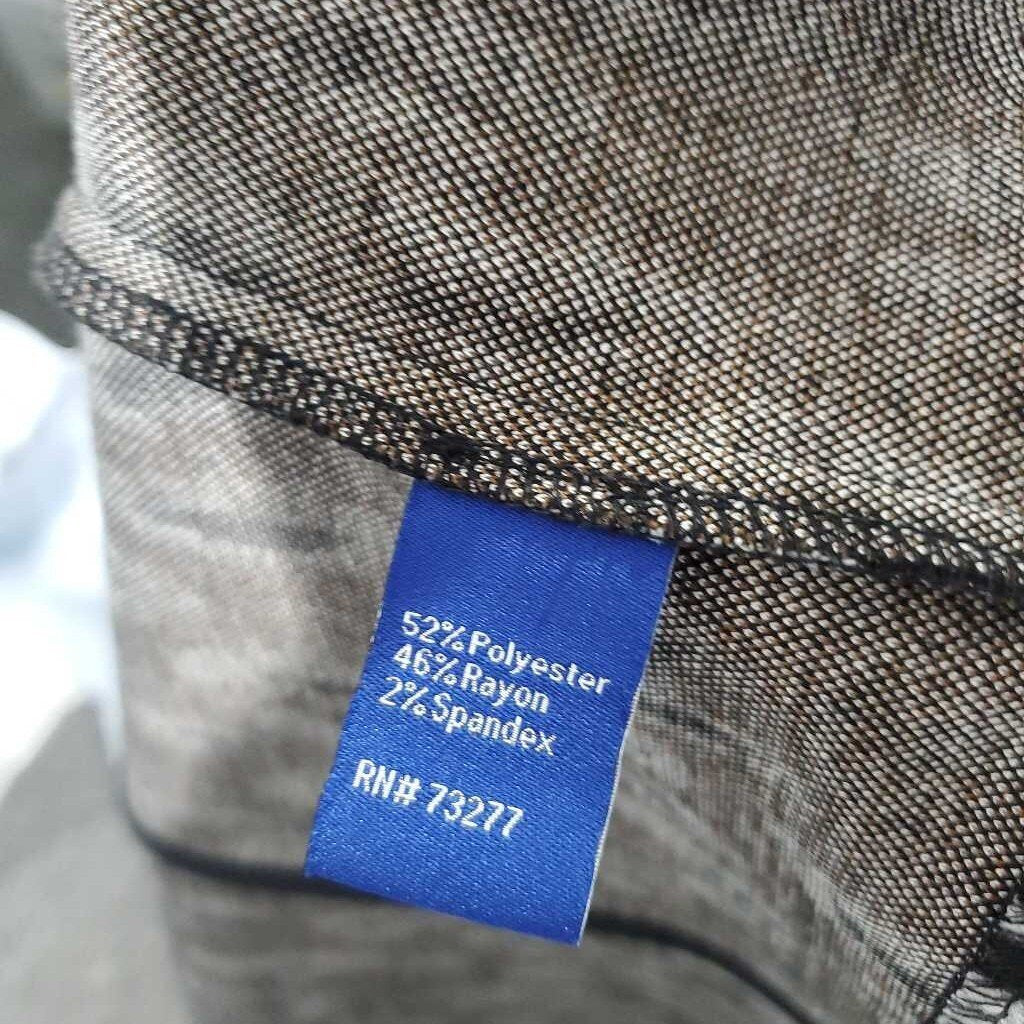 52% Polyester
46% Rayon
2% Spandex
RN# 73277